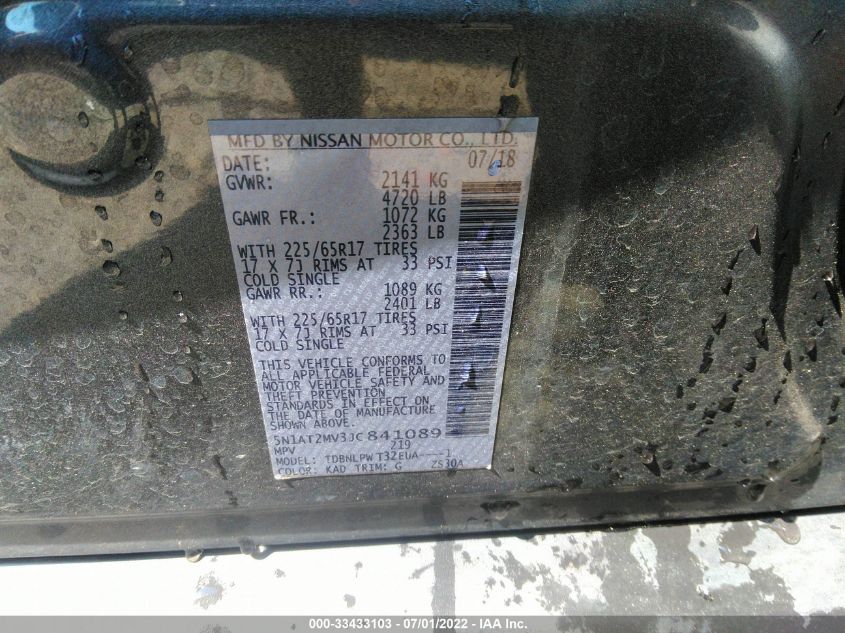 MFD BY NISSAN MOTOR CO., LTD.
DATE: 07/18
GVWR: 2141 KG
4720 LB
GAWR FR.: 1072 KG
2363 LB
WITH 225/65R17 TIRES
17 X 7J RIMS AT 33 PSI
COLD SINGLE
GAWR RR.: 1089 KG
2401 LB
WITH 225/65R17 TIRES
17 X 7J RIMS AT 33 PSI
COLD SINGLE
THIS VEHICLE CONFORMS TO
ALL APPLICABLE FEDERAL
MOTOR VEHICLE SAFETY AND
THEFT PREVENTION
STANDARDS IN EFFECT ON
THE DATE OF MANUFACTURE
SHOWN ABOVE.
5N1AT2MV3JC841089
MPV 219
MODEL: TDBNLPWT32EUA----1
COLOR: KAD TRIM: G ZS30A
000-33433103 - 07/01/2022 - IAA Inc.